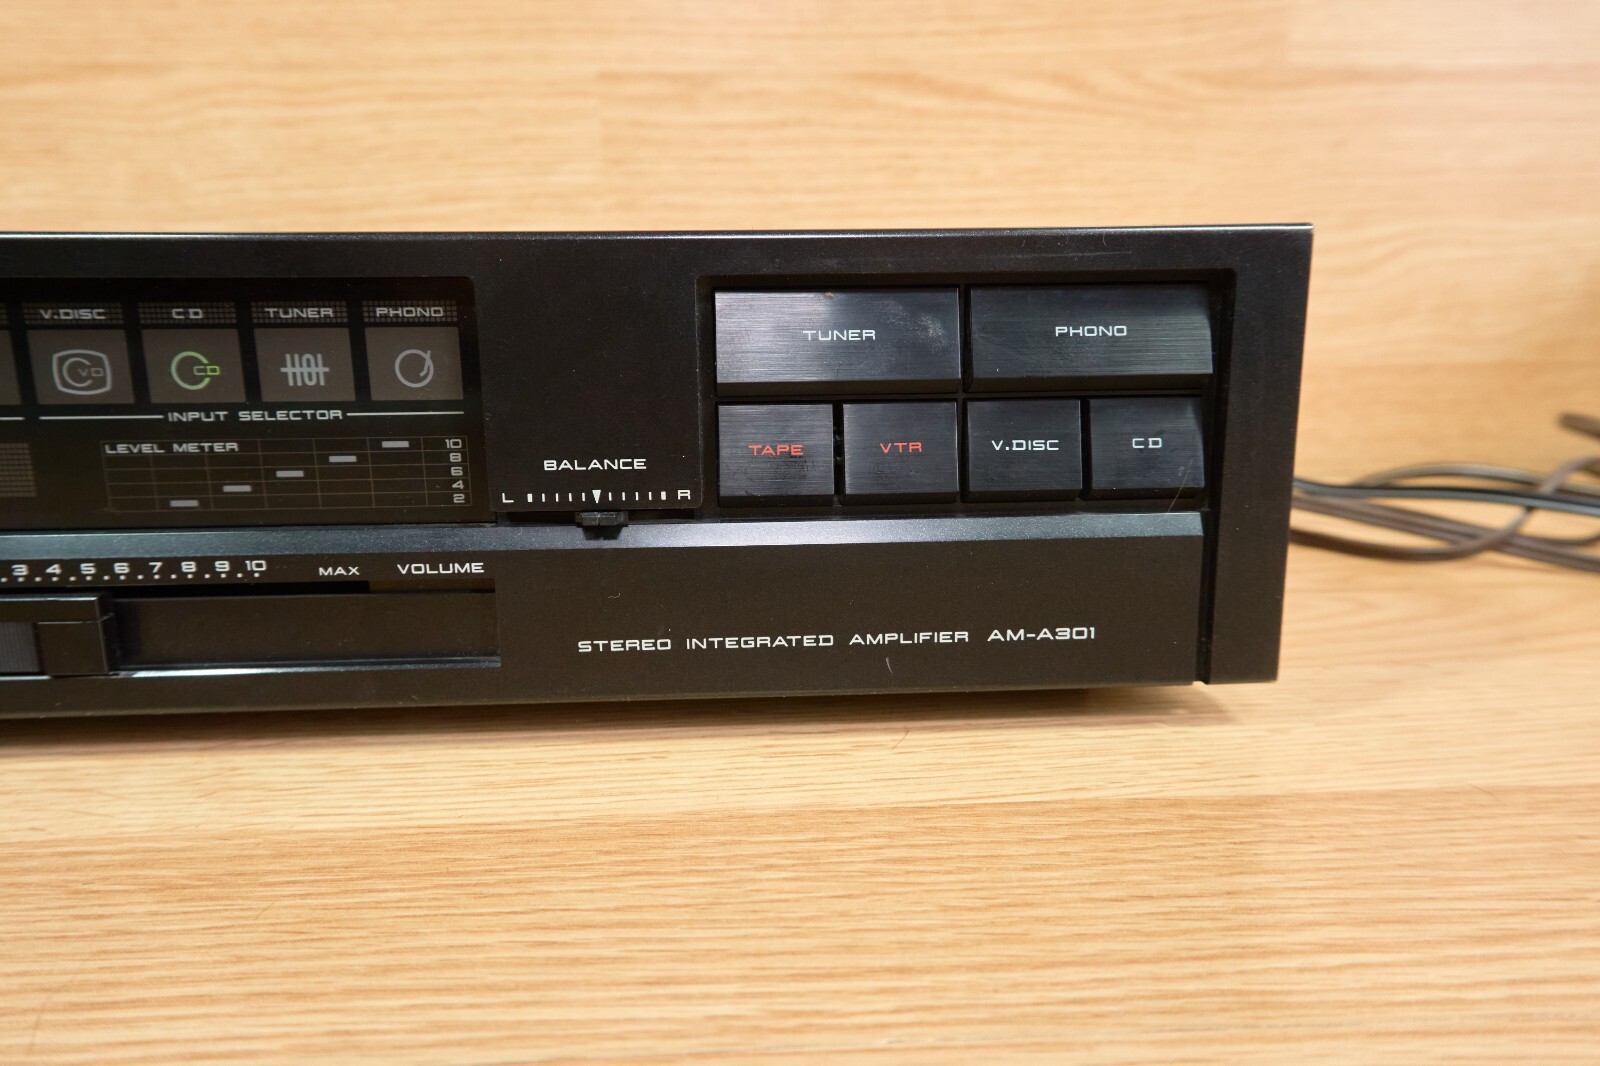 V.DISC CD TUNER PHONO
VD CD
INPUT SELECTOR
LEVEL METER
10
8
6
4
2
BALANCE
L R
TUNER PHONO
TAPE VTR V.DISC CD
3 4 5 6 7 8 9 10 MAX VOLUME
STEREO INTEGRATED AMPLIFIER AM-A301